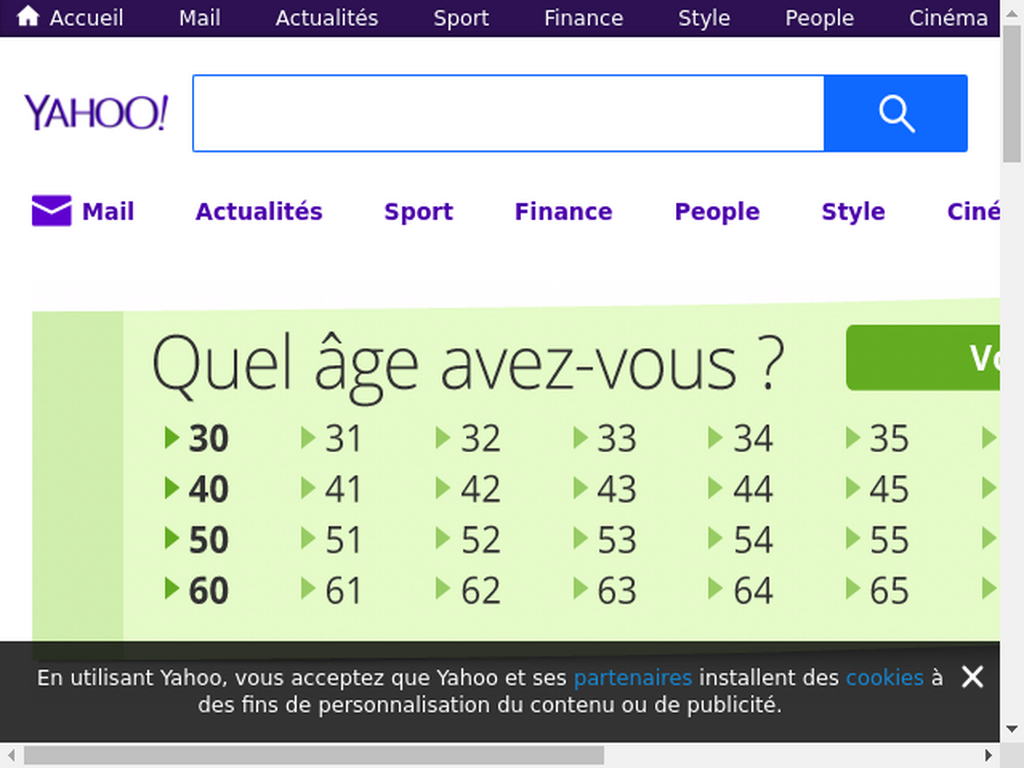 Accueil Mail Actualités Sport Finance Style People Cinéma
YAHOO!
Mail Actualités Sport Finance People Style Ciné
Quel âge avez-vous ?
30 31 32 33 34 35
40 41 42 43 44 45
50 51 52 53 54 55
60 61 62 63 64 65
En utilisant Yahoo, vous acceptez que Yahoo et ses partenaires installent des cookies à
des fins de personnalisation du contenu ou de publicité.